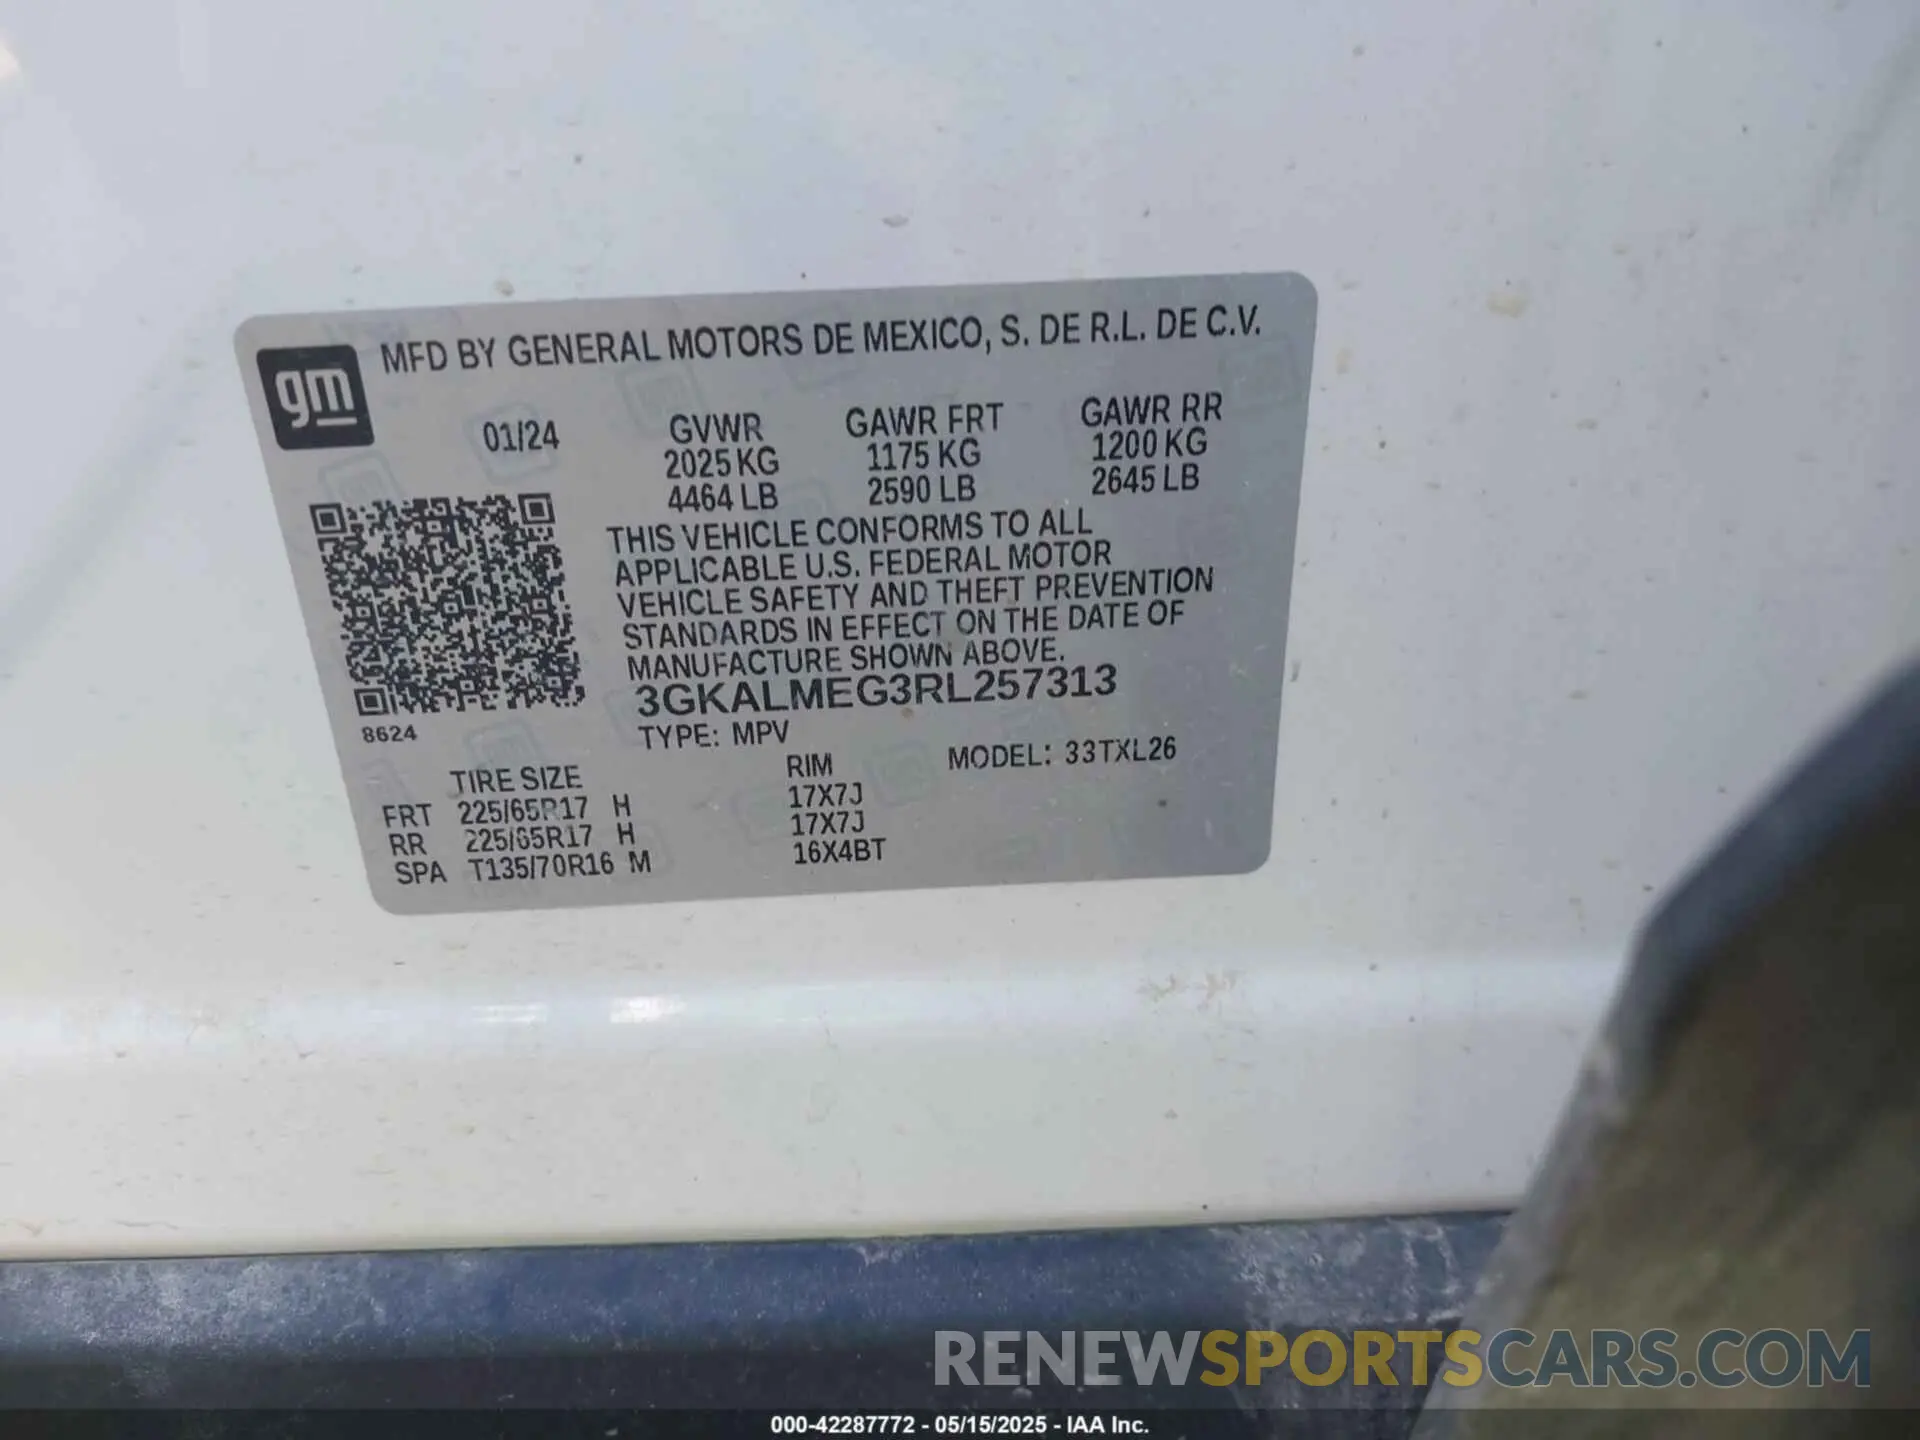 gm
MFD BY GENERAL MOTORS DE MEXICO, S. DE R.L. DE C.V.
01/24 GVWR GAWR FRT GAWR RR
2025 KG 1175 KG 1200 KG
4464 LB 2590 LB 2645 LB
THIS VEHICLE CONFORMS TO ALL
APPLICABLE U.S. FEDERAL MOTOR
VEHICLE SAFETY AND THEFT PREVENTION
STANDARDS IN EFFECT ON THE DATE OF
MANUFACTURE SHOWN ABOVE.
3GKALMEG3RL257313
8624
TYPE: MPV
TIRE SIZE RIM MODEL: 33TXL26
FRT 225/65R17 H 17X7J
RR 225/65R17 H 17X7J
SPA T135/70R16 M 16X4BT
RENEWSPORTSCARS.COM
000-42287772 - 05/15/2025 - IAA Inc.